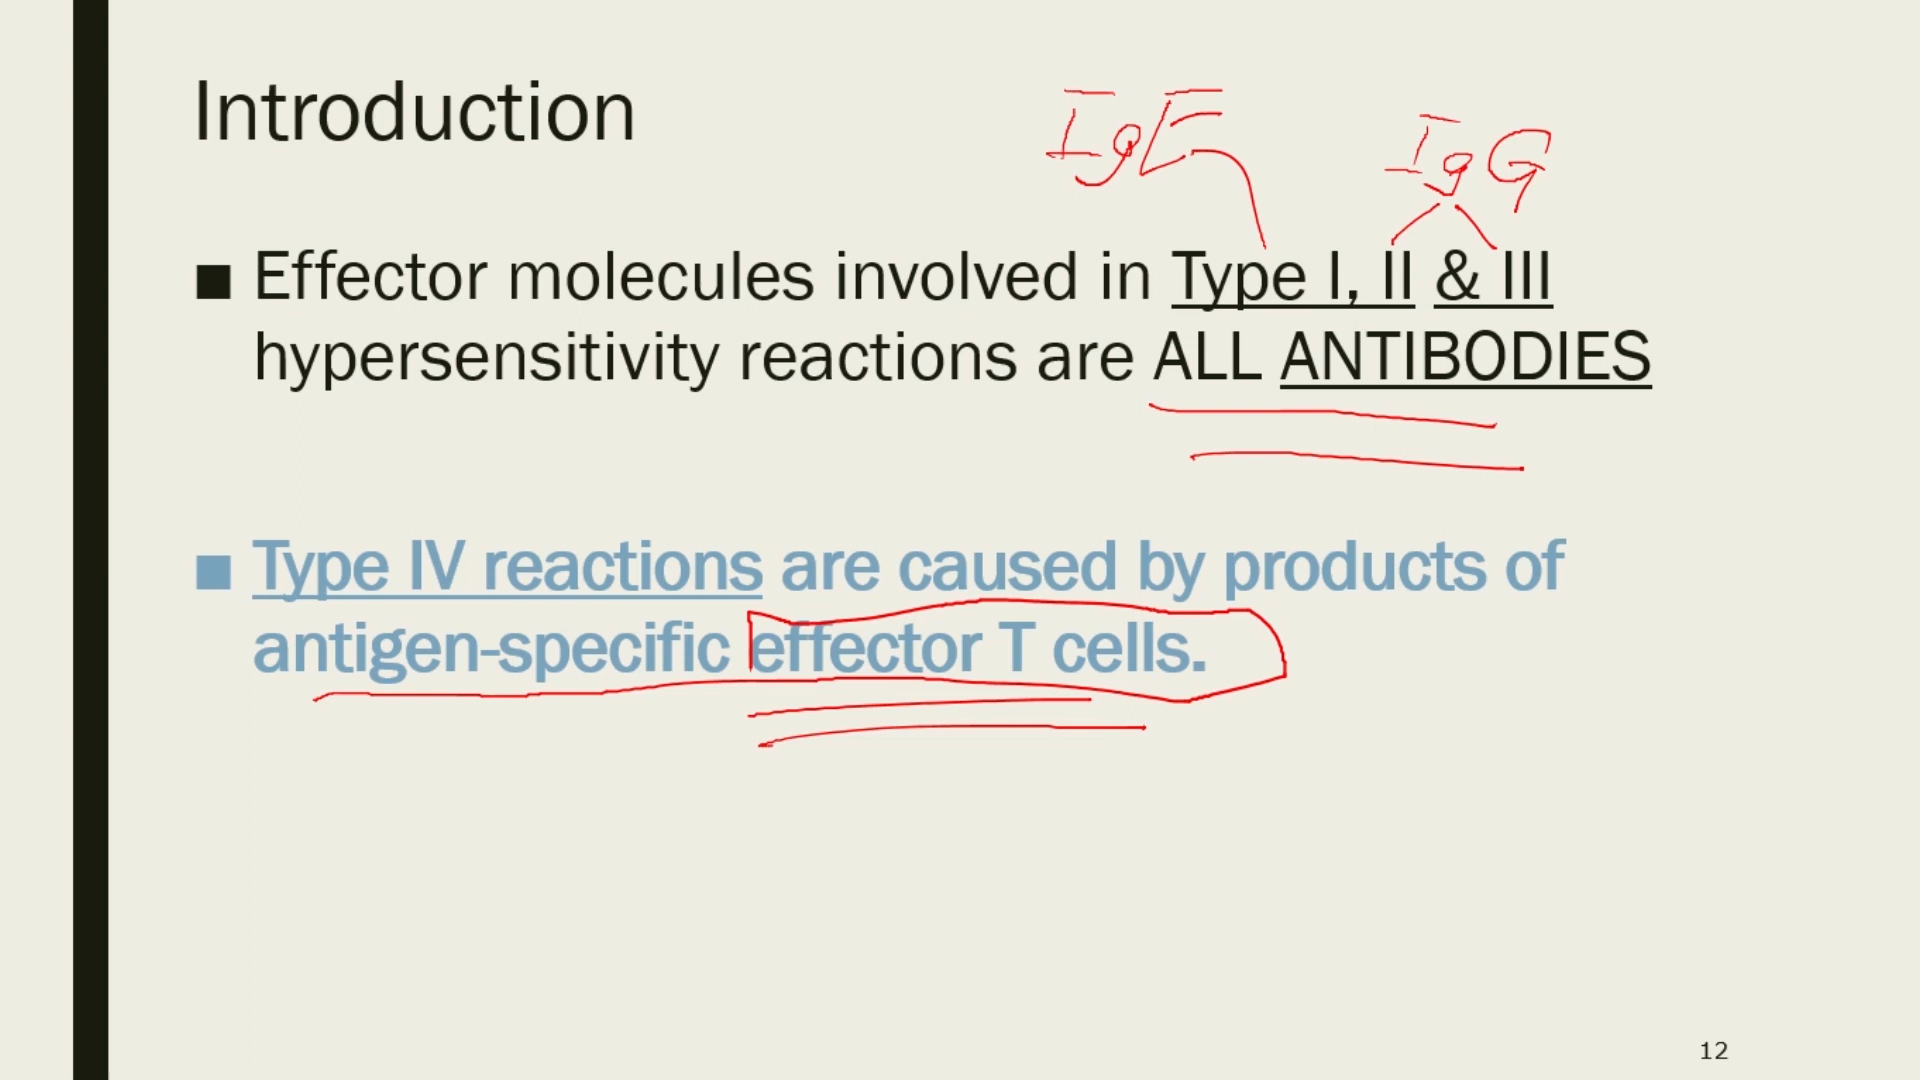 Introduction
IgE
IgG
■ Effector molecules involved in Type I, II & III
hypersensitivity reactions are ALL ANTIBODIES
■ Type IV reactions are caused by products of
antigen-specific effector T cells.
12